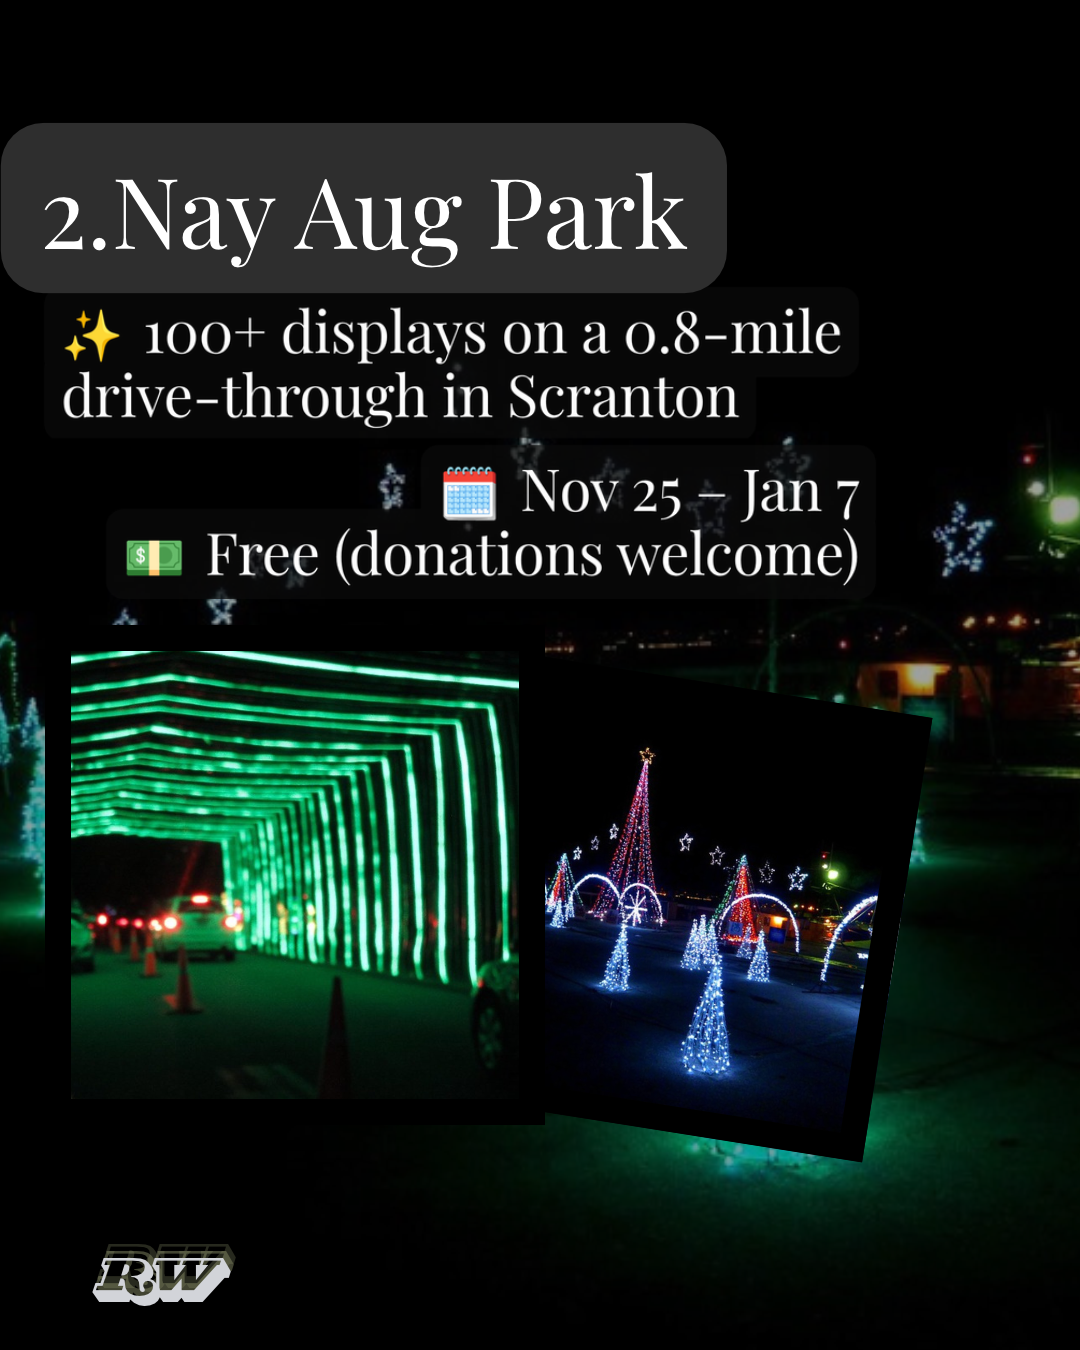 2.Nay Aug Park
✨ 100+ displays on a 0.8-mile
drive-through in Scranton
🗓️ Nov 25 – Jan 7
💵 Free (donations welcome)
RW